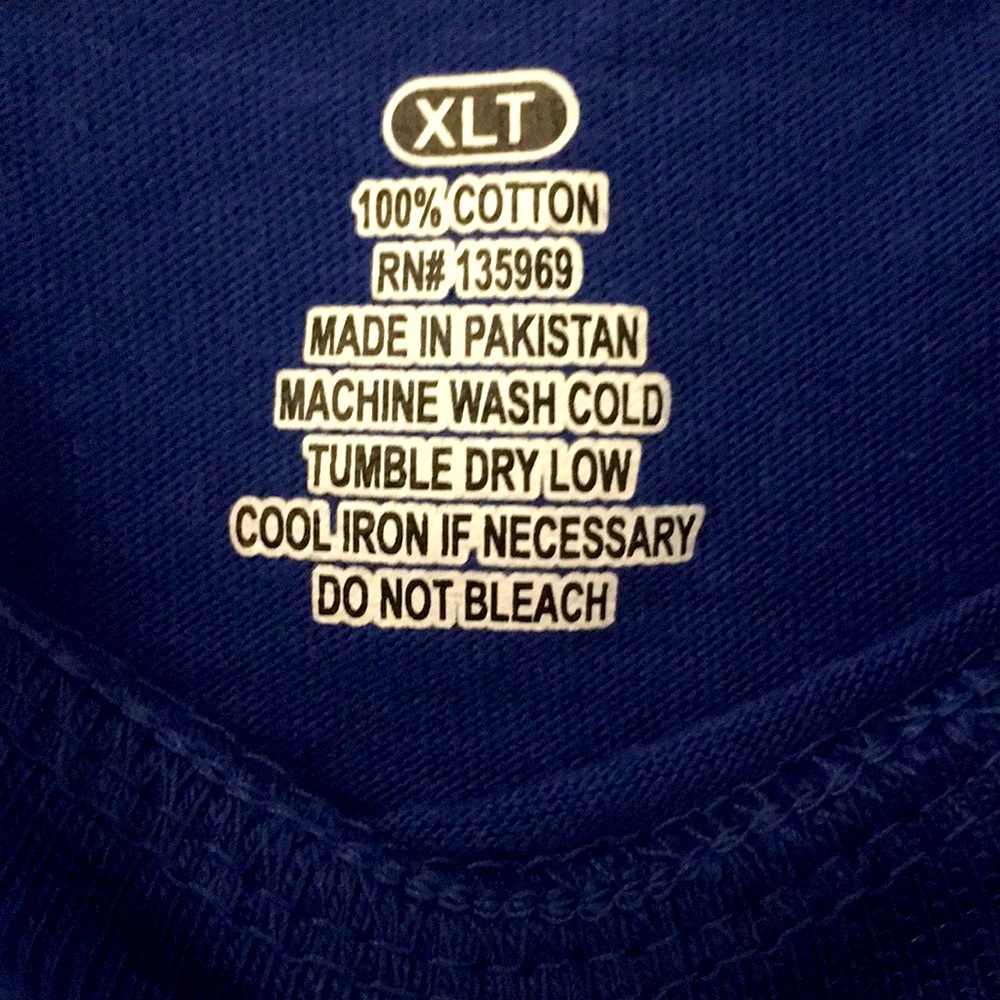 XLT
100% COTTON
RN# 135969
MADE IN PAKISTAN
MACHINE WASH COLD
TUMBLE DRY LOW
COOL IRON IF NECESSARY
DO NOT BLEACH